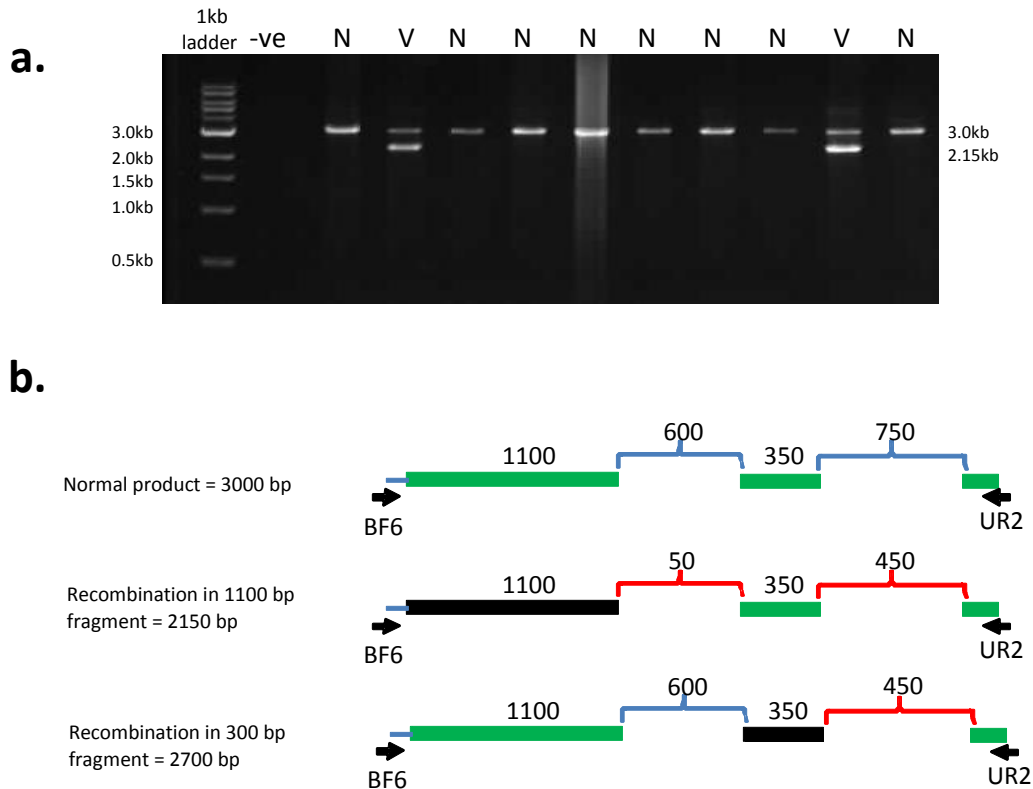 1kb
ladder
-ve N V N N N N N N V N
a.
3.0kb
2.0kb
1.5kb
1.0kb
0.5kb
3.0kb
2.15kb
b.
600
750
1100
350
Normal product = 3000 bp
BF6
UR2
50
450
1100
350
Recombination in 1100 bp
fragment = 2150 bp
BF6
UR2
600
450
1100
350
Recombination in 300 bp
fragment = 2700 bp
BF6
UR2